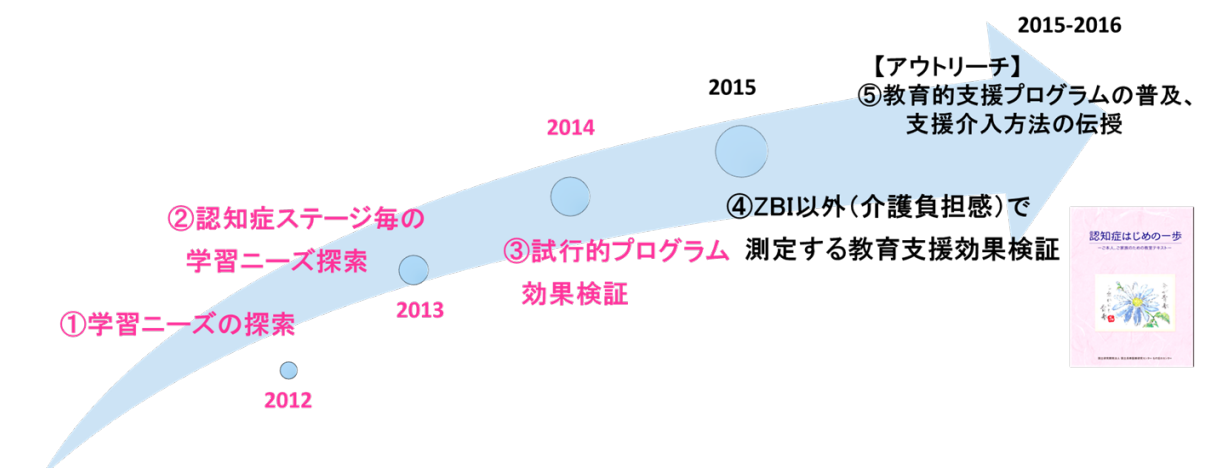 ①学習ニーズの探索
2012
②認知症ステージ毎の
学習ニーズ探索
2013
2014
③試行的プログラム
効果検証
2015
④ZBI以外(介護負担感)で
測定する教育支援効果検証
2015-2016
【アウトリーチ】
⑤教育的支援プログラムの普及、
支援介入方法の伝授
認知症はじめの一歩